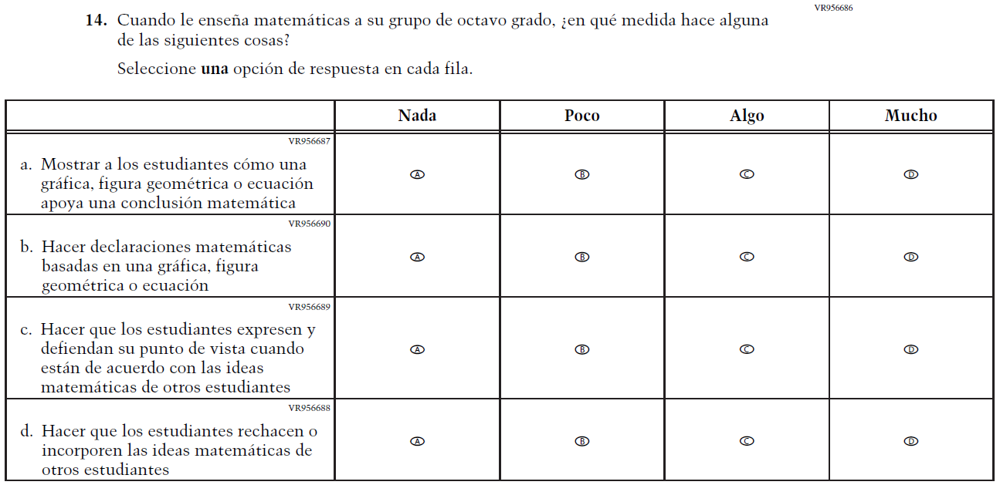 VR956686
14. Cuando le enseña matemáticas a su grupo de octavo grado, ¿en qué medida hace alguna
de las siguientes cosas?
Seleccione una opción de respuesta en cada fila.
Nada Poco Algo Mucho
VR956687
a. Mostrar a los estudiantes cómo una
gráfica, figura geométrica o ecuación
apoya una conclusión matemática
A B C D
VR956690
b. Hacer declaraciones matemáticas
basadas en una gráfica, figura
geométrica o ecuación
A B C D
VR956689
c. Hacer que los estudiantes expresen y
defiendan su punto de vista cuando
están de acuerdo con las ideas
matemáticas de otros estudiantes
A B C D
VR956688
d. Hacer que los estudiantes rechacen o
incorporen las ideas matemáticas de
otros estudiantes
A B C D